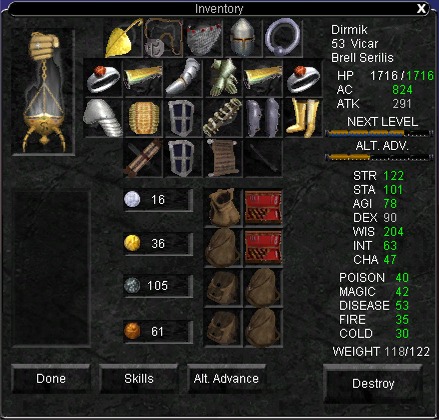 Inventory X
Dirmik
53 Vicar
Brell Serilis
HP 1716 / 1716
AC 824
ATK 291
NEXT LEVEL
ALT. ADV.
STR 122
STA 101
AGI 78
DEX 90
WIS 204
INT 63
CHA 47
POISON 40
MAGIC 42
DISEASE 53
FIRE 35
COLD 30
WEIGHT 118/122
16
36
105
61
Done
Skills
Alt. Advance
Destroy